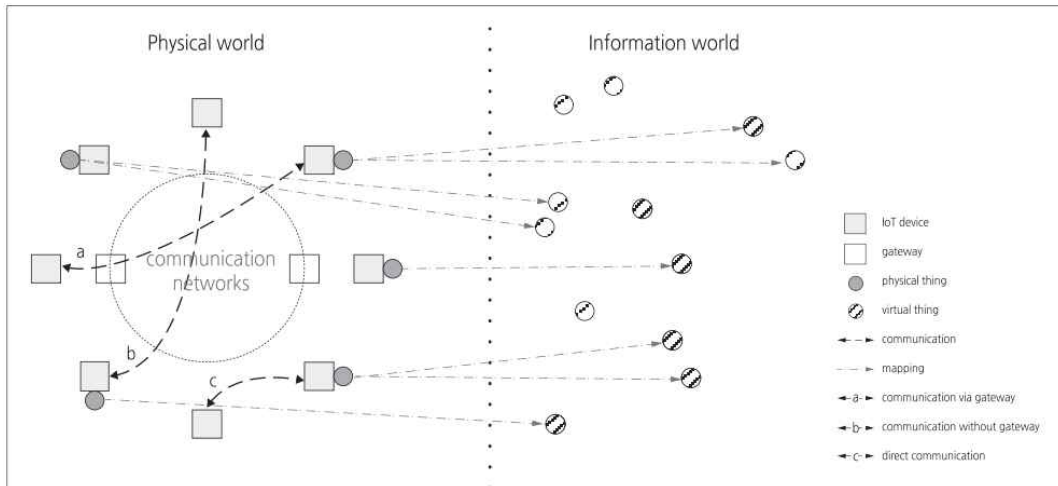 Physical world
Information world
a
communication
networks
b
c
IoT device
gateway
physical thing
virtual thing
communication
mapping
a communication via gateway
b communication without gateway
c direct communication